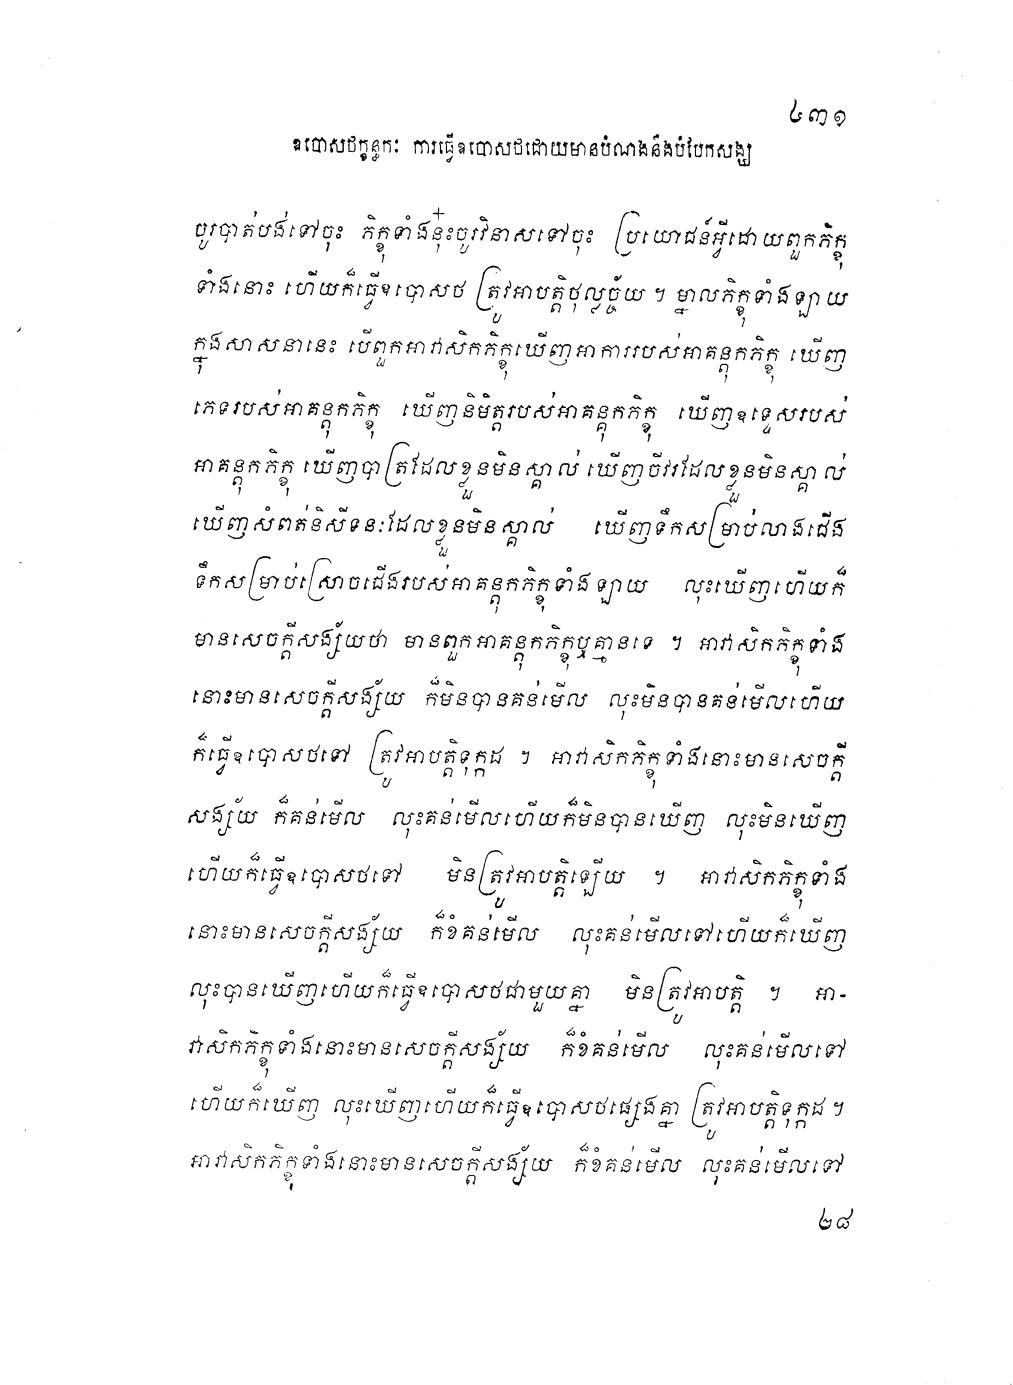 ៤៣១
ឧបោសថក្ខន្ធកៈ ការធ្វើឧបោសថដោយមានបំណងនឹងបំបែកសង្ឃ
ចូរបាត់បង់ទៅចុះ ភិក្ខុទាំងនុ៎ះចូរវិនាសទៅចុះ ប្រយោជន៍អ្វីដោយពួកភិក្ខុ
ទាំងនោះ ហើយក៏ធ្វើឧបោសថ ត្រូវអាបត្តិថុល្លច្ច័យ ។ ម្នាលភិក្ខុទាំងឡាយ
ក្នុងសាសនានេះ បើពួកអាវាសិកភិក្ខុឃើញអាការរបស់អាគន្តុកភិក្ខុ ឃើញ
ភេទរបស់អាគន្តុកភិក្ខុ ឃើញនិមិត្តរបស់អាគន្តុកភិក្ខុ ឃើញឧទ្ទេសរបស់
អាគន្តុកភិក្ខុ ឃើញបាត្រដែលខ្លួនមិនស្គាល់ ឃើញចីវរដែលខ្លួនមិនស្គាល់
ឃើញសំពត់និសីទនៈដែលខ្លួនមិនស្គាល់ ឃើញទឹកសម្រាប់លាងជើង
ទឹកសម្រាប់ស្រោចជើងរបស់អាគន្តុកភិក្ខុទាំងឡាយ លុះឃើញហើយក៏
មានសេចក្តីសង្ស័យថា មានពួកអាគន្តុកភិក្ខុឬគ្មានទេ ។ អាវាសិកភិក្ខុទាំង
នោះមានសេចក្តីសង្ស័យ ក៏មិនបានគន់មើល លុះមិនបានគន់មើលហើយ
ក៏ធ្វើឧបោសថទៅ ត្រូវអាបត្តិទុក្កដ ។ អាវាសិកភិក្ខុទាំងនោះមានសេចក្តី
សង្ស័យ ក៏គន់មើល លុះគន់មើលហើយក៏មិនបានឃើញ លុះមិនឃើញ
ហើយក៏ធ្វើឧបោសថទៅ មិនត្រូវអាបត្តិឡើយ ។ អាវាសិកភិក្ខុទាំង
នោះមានសេចក្តីសង្ស័យ ក៏ខំគន់មើល លុះគន់មើលទៅហើយក៏ឃើញ
លុះបានឃើញហើយក៏ធ្វើឧបោសថជាមួយគ្នា មិនត្រូវអាបត្តិ ។ អា-
វាសិកភិក្ខុទាំងនោះមានសេចក្តីសង្ស័យ ក៏ខំគន់មើល លុះគន់មើលទៅ
ហើយក៏ឃើញ លុះឃើញហើយក៏ធ្វើឧបោសថផ្សេងគ្នា ត្រូវអាបត្តិទុក្កដ ។
អាវាសិកភិក្ខុទាំងនោះមានសេចក្តីសង្ស័យ ក៏ខំគន់មើល លុះគន់មើលទៅ
២៨